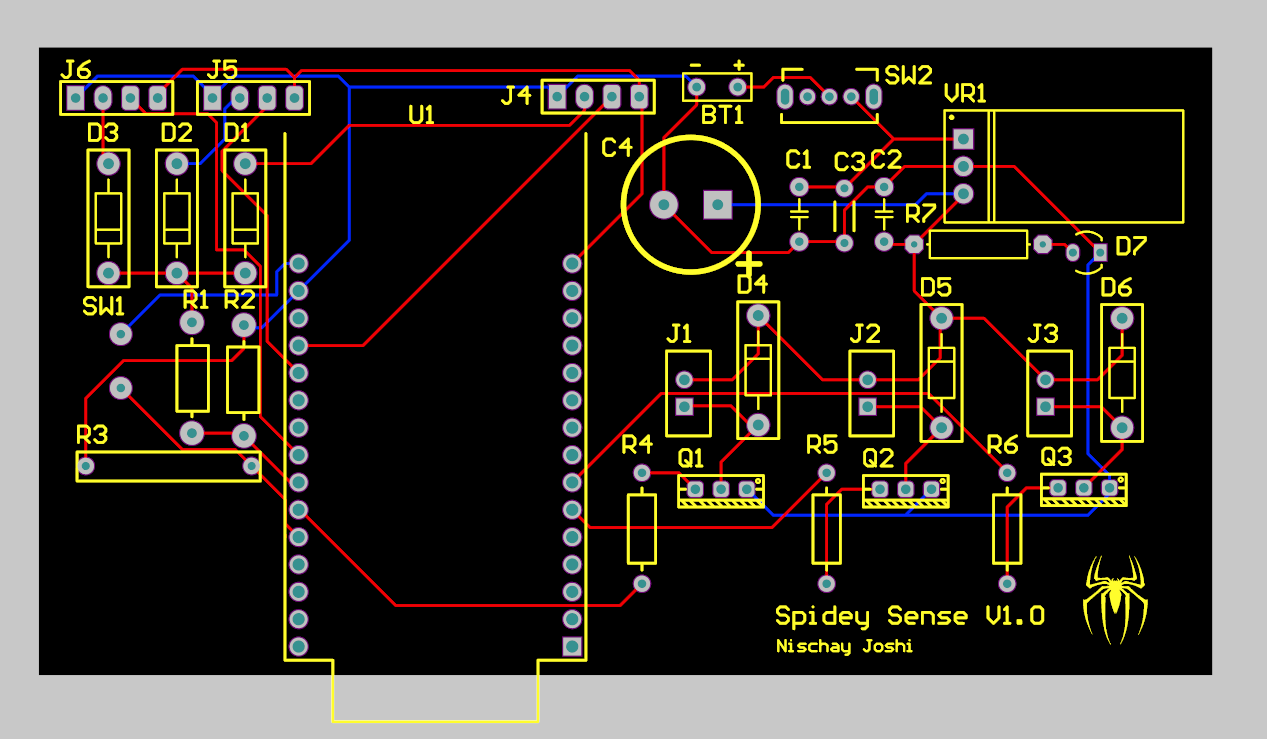 J6
J5
J4
- +
SW2
VR1
D3 D2 D1
U1
BT1
C4
C1 C3 C2
R7
D7
+
SW1
R1 R2
D4
D5
D6
J1
J2
J3
R3
R4
Q1
R5
Q2
R6
Q3
Spidey Sense V1.0
Nischay Joshi